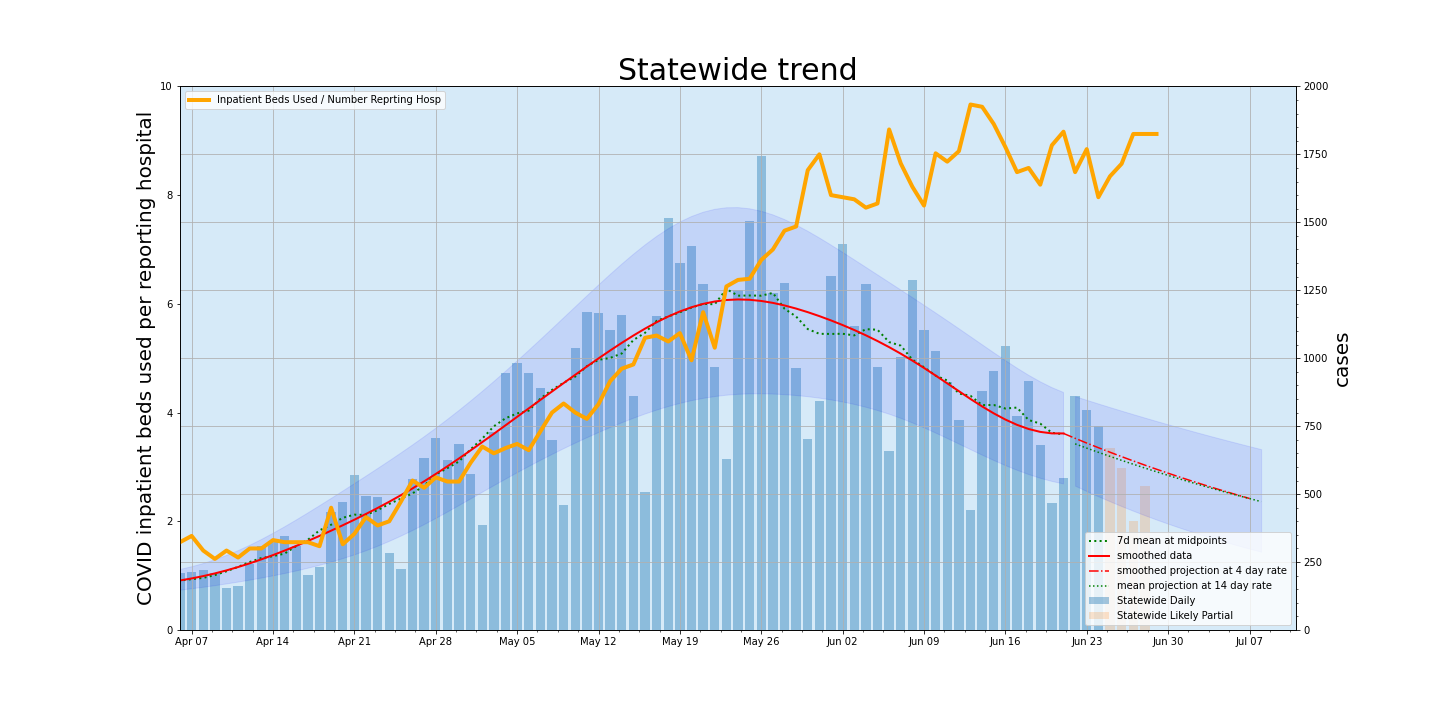 Statewide trend
Inpatient Beds Used / Number Reprting Hosp
COVID inpatient beds used per reporting hospital
10
8
6
4
2
0
2000
1750
1500
1250
1000
750
500
250
0
cases
7d mean at midpoints
smoothed data
smoothed projection at 4 day rate
mean projection at 14 day rate
Statewide Daily
Statewide Likely Partial
Apr 07 Apr 14 Apr 21 Apr 28 May 05 May 12 May 19 May 26 Jun 02 Jun 09 Jun 16 Jun 23 Jun 30 Jul 07